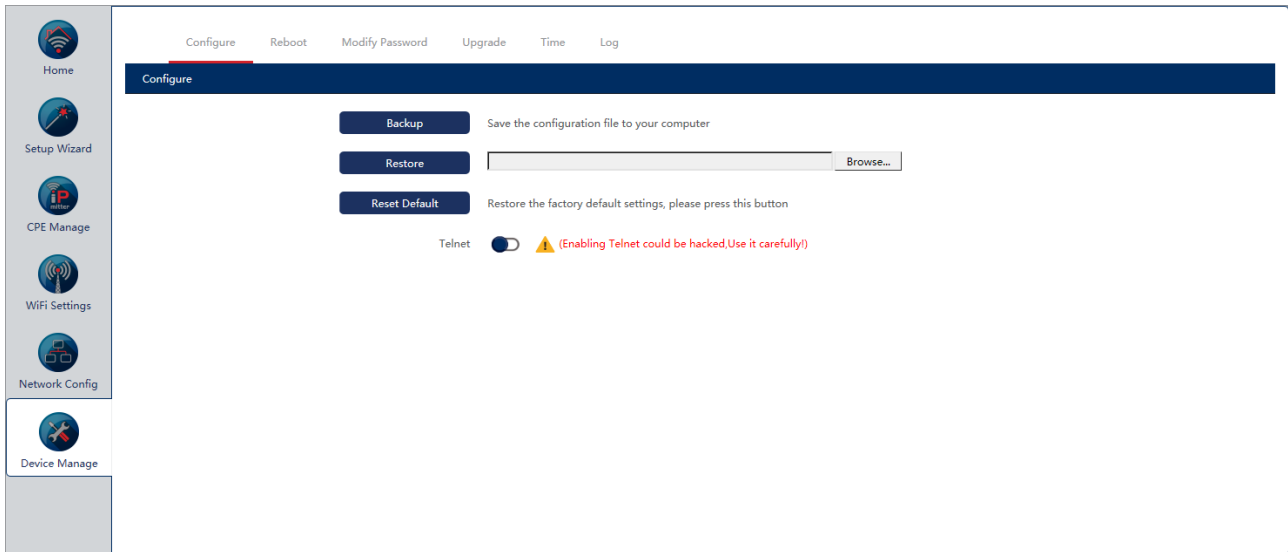 Configure Reboot Modify Password Upgrade Time Log
Configure
Home
Setup Wizard
iP
mitter
CPE Manage
WiFi Settings
Network Config
Device Manage
Backup Save the configuration file to your computer
Restore Browse...
Reset Default Restore the factory default settings, please press this button
Telnet (Enabling Telnet could be hacked,Use it carefully!)